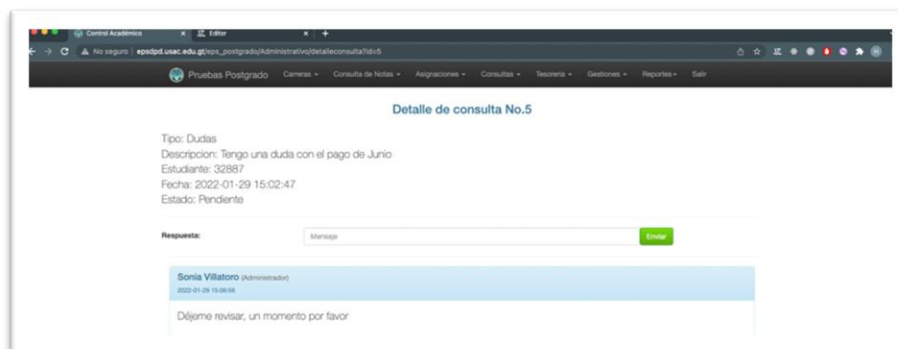 Control Académico
Editor
No seguro | epsdpd.usac.edu.gt/eps_postgrado/Administrativo/detalleconsulta?id=5
Pruebas Postgrado Carreras Consulta de Notas Asignaciones Consultas Tesoreria Gestiones Reportes Salir
Detalle de consulta No.5
Tipo: Dudas
Descripcion: Tengo una duda con el pago de Junio
Estudiante: 32887
Fecha: 2022-01-29 15:02:47
Estado: Pendiente
Respuesta: Mensaje Enviar
Sonia Villatoro (Administrador)
2022-01-29
Déjeme revisar, un momento por favor